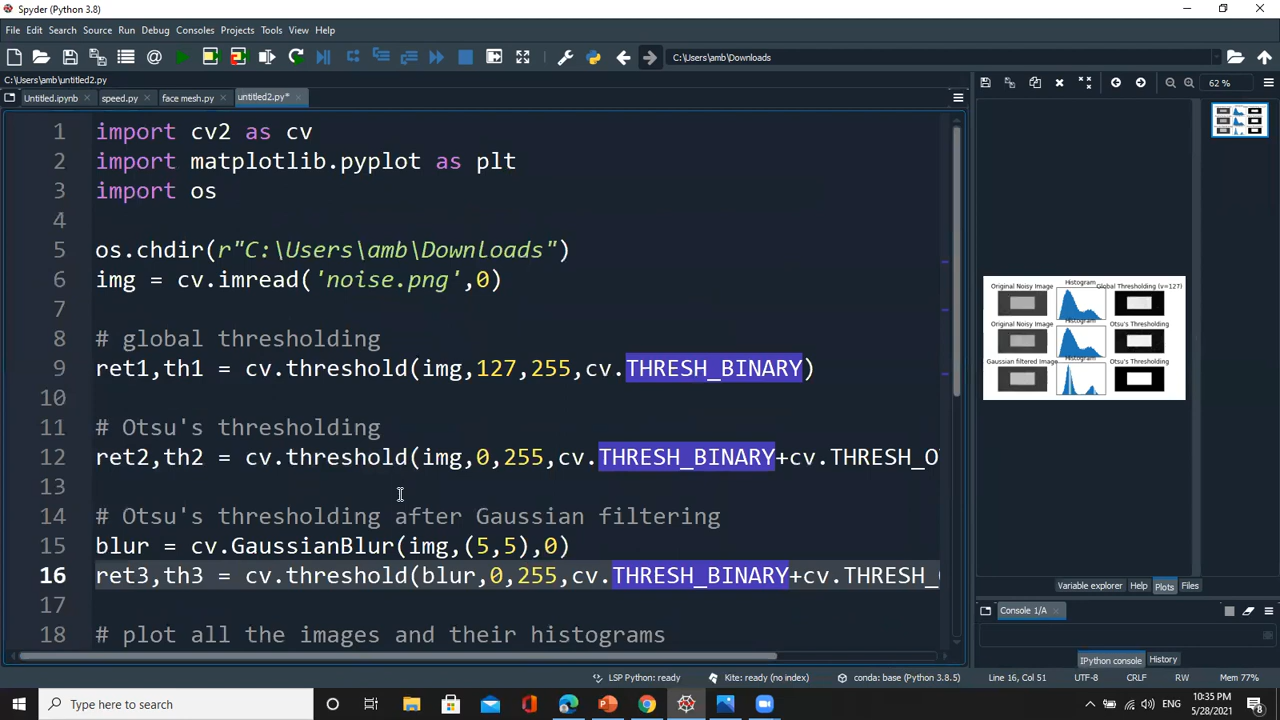 Spyder (Python 3.8)
File Edit Search Source Run Debug Consoles Projects Tools View Help
C:\Users\amb\Downloads
C:\Users\amb\untitled2.py
Untitled.ipynb speed.py face mesh.py untitled2.py*
62 %
1 import cv2 as cv
2 import matplotlib.pyplot as plt
3 import os
4
5 os.chdir(r"C:\Users\amb\Downloads")
6 img = cv.imread('noise.png',0)
7
8 # global thresholding
9 ret1,th1 = cv.threshold(img,127,255,cv.THRESH_BINARY)
10
11 # Otsu's thresholding
12 ret2,th2 = cv.threshold(img,0,255,cv.THRESH_BINARY+cv.THRESH_O
13
14 # Otsu's thresholding after Gaussian filtering
15 blur = cv.GaussianBlur(img,(5,5),0)
16 ret3,th3 = cv.threshold(blur,0,255,cv.THRESH_BINARY+cv.THRESH_
17
18 # plot all the images and their histograms
Original Noisy Image Histogram Global Thresholding (v=127)
Original Noisy Image Histogram Otsu's Thresholding
Gaussian filtered Image Histogram Otsu's Thresholding
Variable explorer Help Plots Files
Console 1/A
IPython console History
LSP Python: ready Kite: ready (no index) conda: base (Python 3.8.5) Line 16, Col 51 UTF-8 CRLF RW Mem 77%
Type here to search
ENG
10:35 PM
5/28/2021
8